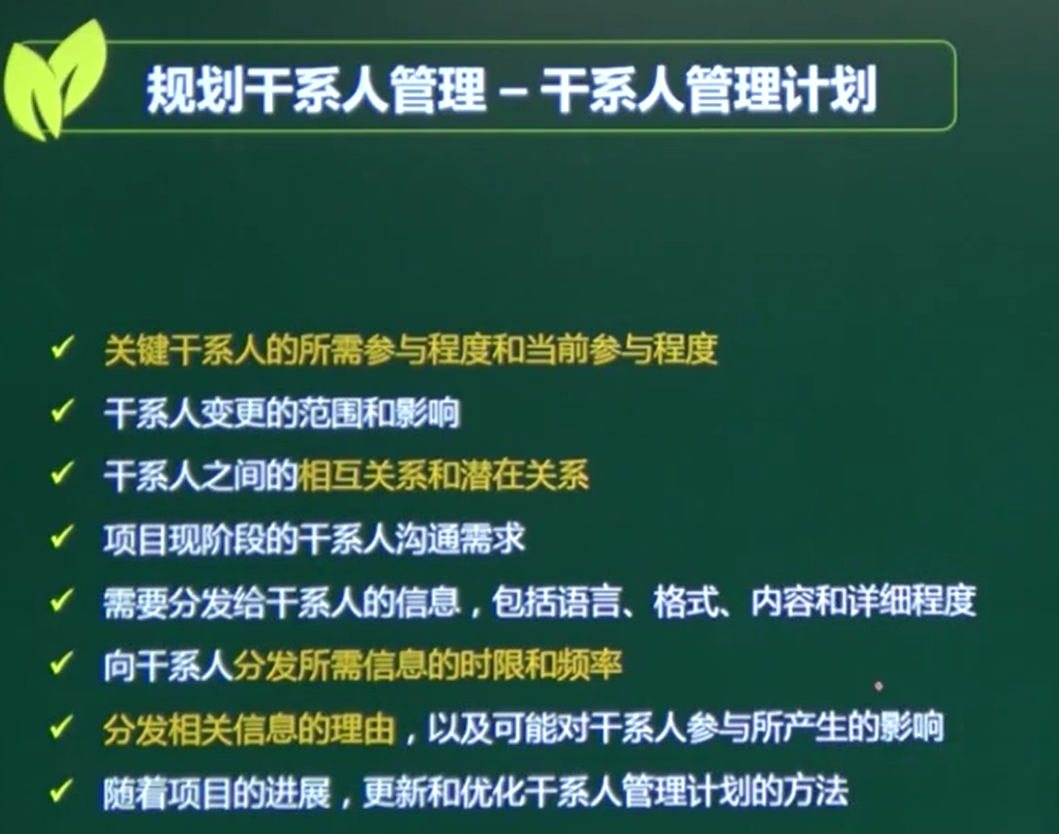 规划干系人管理 – 干系人管理计划
关键干系人的所需参与程度和当前参与程度
干系人变更的范围和影响
干系人之间的相互关系和潜在关系
项目现阶段的干系人沟通需求
需要分发给干系人的信息，包括语言、格式、内容和详细程度
向干系人分发所需信息的时限和频率
分发相关信息的理由，以及可能对干系人参与所产生的影响
随着项目的进展，更新和优化干系人管理计划的方法